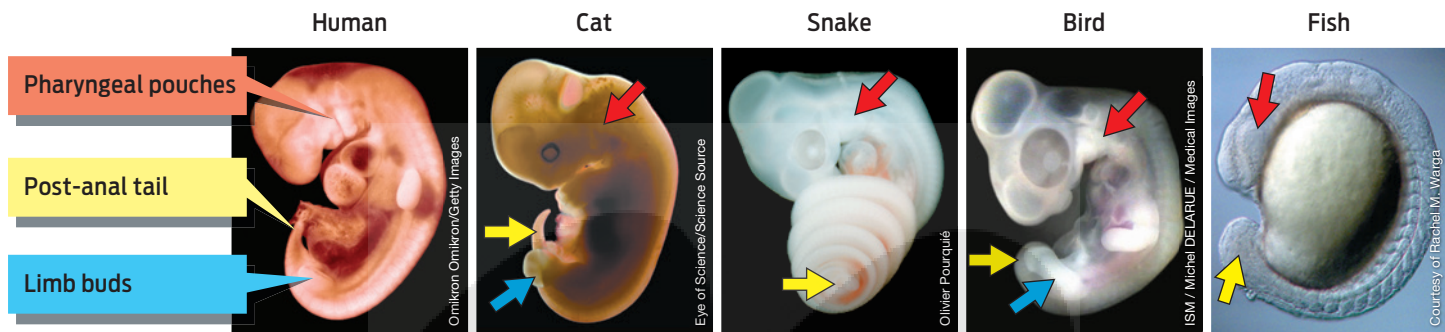 Human
Cat
Snake
Bird
Fish
Pharyngeal pouches
Post-anal tail
Limb buds
Omikron Omikron/Getty Images
Eye of Science/Science Source
Olivier Pourquié
ISM / Michel DELARUE / Medical Images
Courtesy of Rachel M. Warga